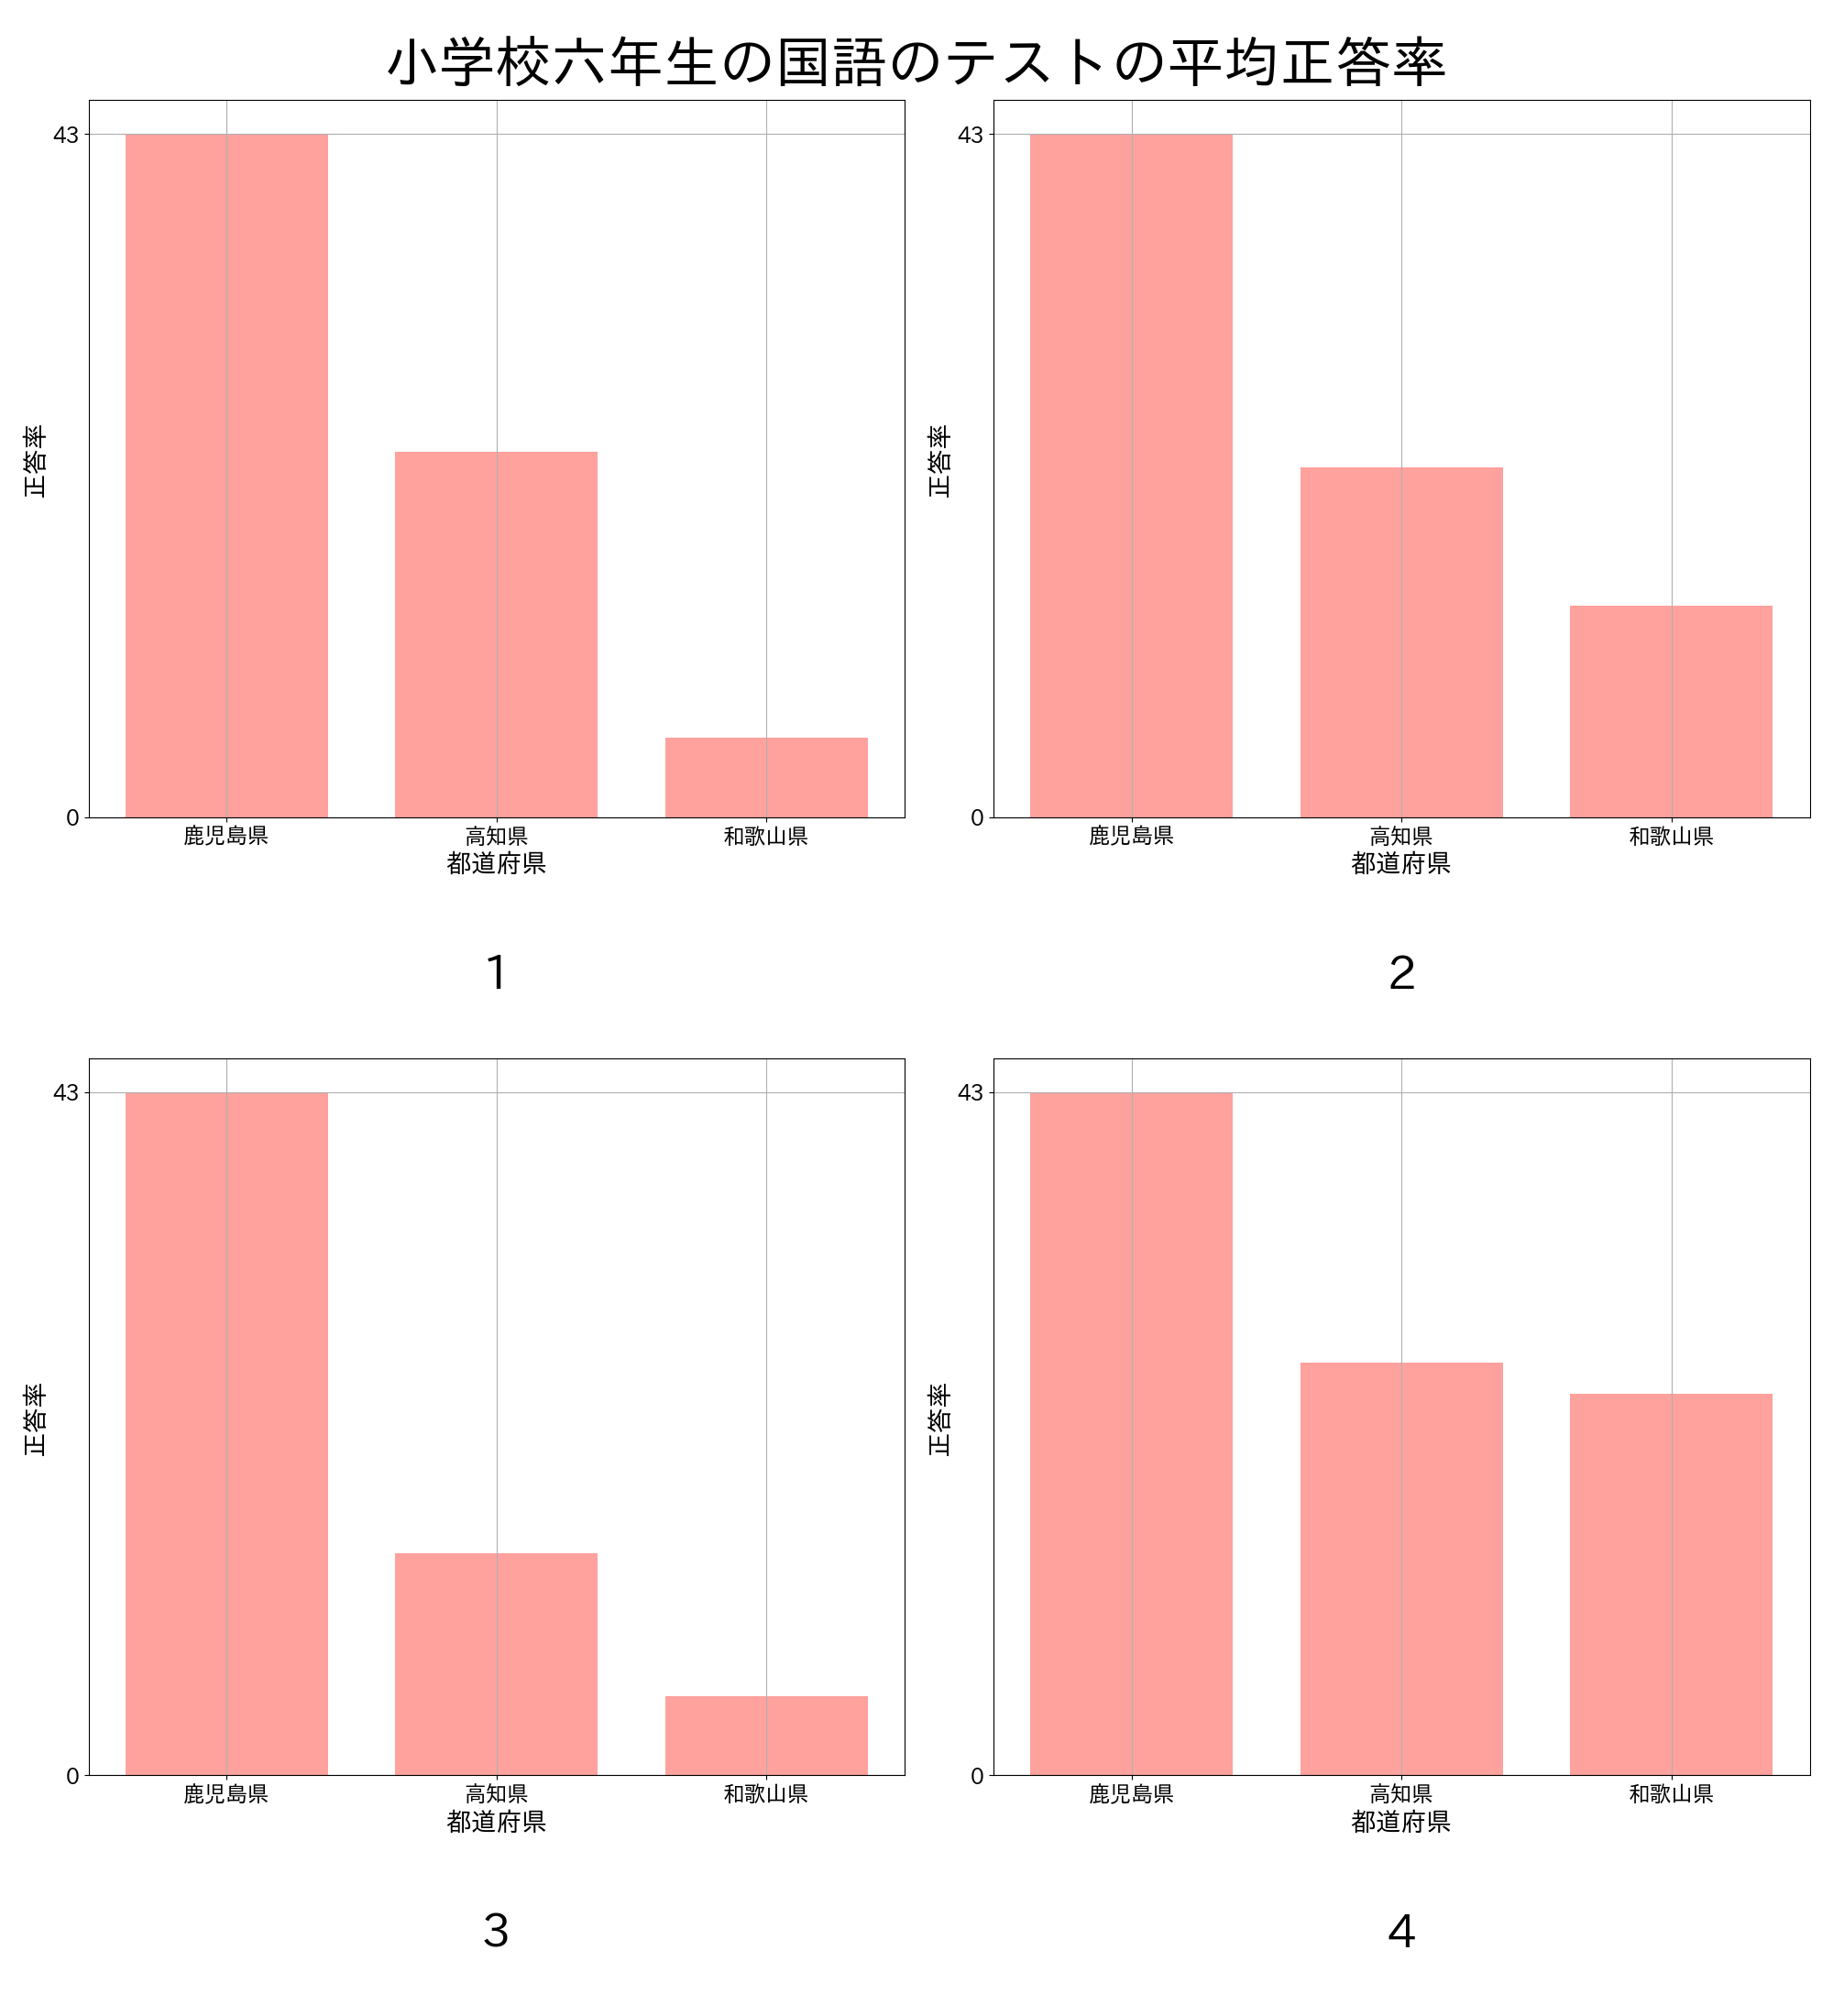 小学校六年生の国語のテストの平均正答率
43
0
正答率
鹿児島県 高知県 和歌山県
都道府県
1
43
0
正答率
鹿児島県 高知県 和歌山県
都道府県
2
43
0
正答率
鹿児島県 高知県 和歌山県
都道府県
3
43
0
正答率
鹿児島県 高知県 和歌山県
都道府県
4